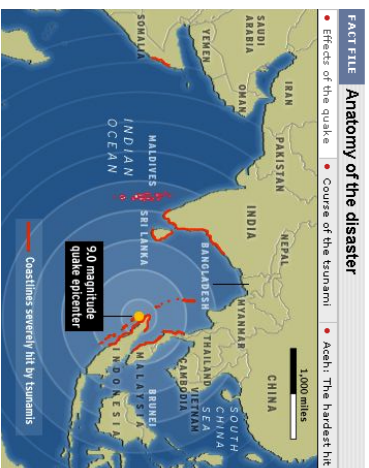 FACT FILE
Anatomy of the disaster
Effects of the quake
Course of the tsunami
Aceh: The hardest hit
1,000 miles
SAUDI
ARABIA
IRAN
PAKISTAN
NEPAL
CHINA
YEMEN
OMAN
INDIA
BANGLADESH
MYANMAR
SOMALIA
THAILAND
VIETNAM
CAMBODIA
SOUTH
CHINA
SEA
MALDIVES
SRI LANKA
INDIAN
OCEAN
BRUNEI
MALAYSIA
INDONESIA
9.0 magnitude
quake epicenter
Coastlines severely hit by tsunamis